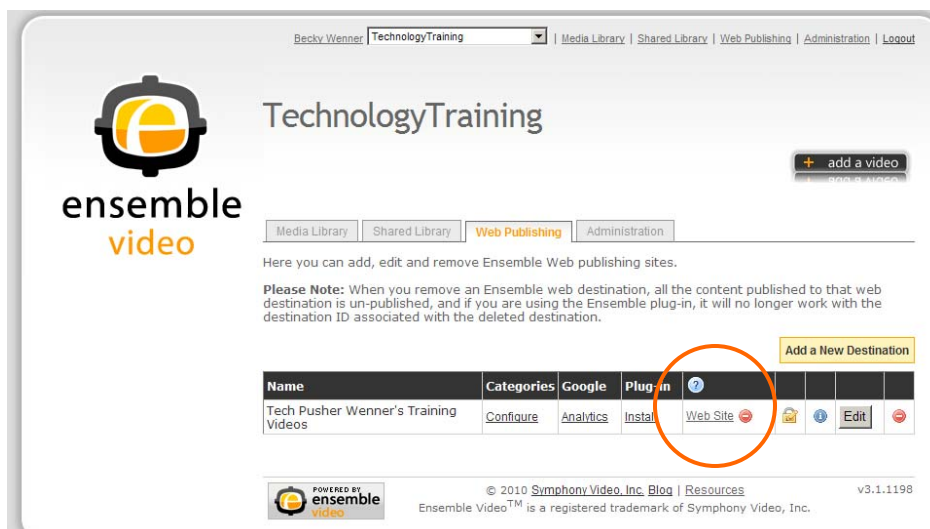 Becky Wenner TechnologyTraining | Media Library | Shared Library | Web Publishing | Administration | Logout
TechnologyTraining
+ add a video
ensemble
video
Media Library Shared Library Web Publishing Administration
Here you can add, edit and remove Ensemble Web publishing sites.
Please Note: When you remove an Ensemble web destination, all the content published to that web
destination is un-published, and if you are using the Ensemble plug-in, it will no longer work with the
destination ID associated with the deleted destination.
Add a New Destination
Name Categories Google Plug-in ?
Tech Pusher Wenner's Training
Videos
Configure Analytics Install Web Site Edit
POWERED BY
ensemble
video
© 2010 Symphony Video, Inc. Blog | Resources v3.1.1198
Ensemble Video™ is a registered trademark of Symphony Video, Inc.